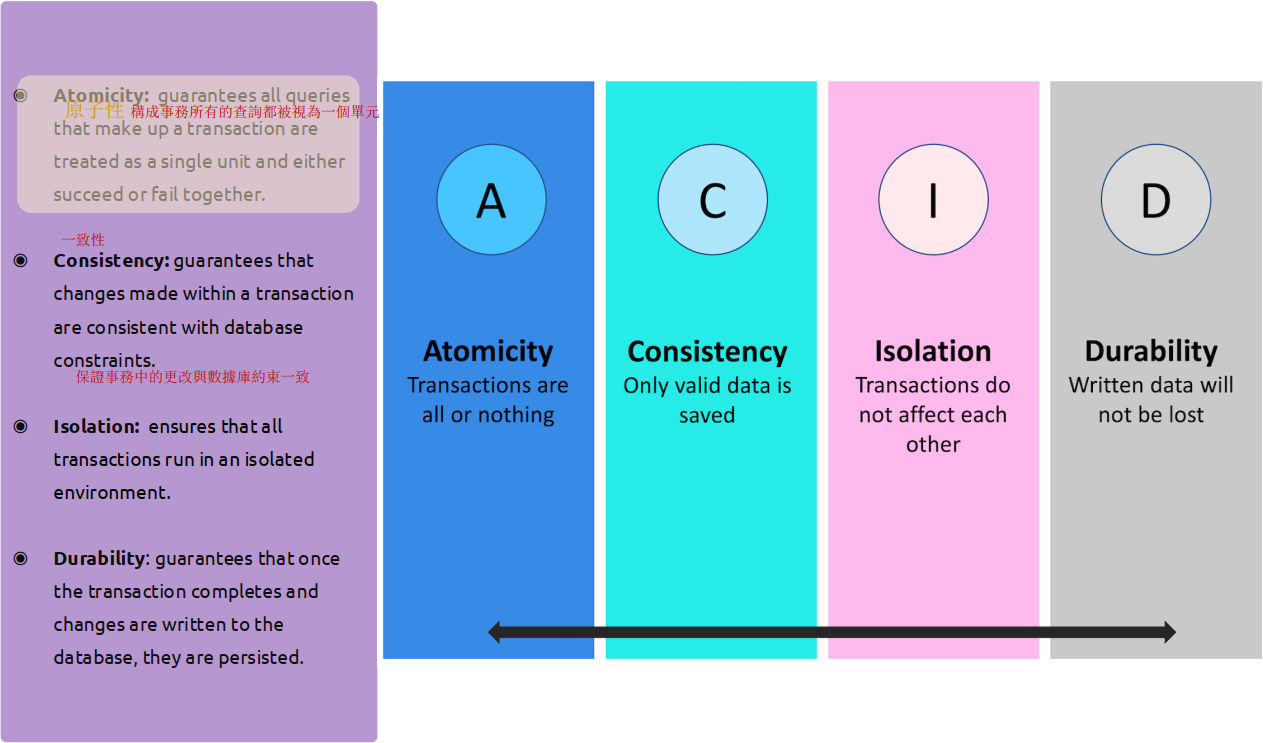 ◉ Atomicity: guarantees all queries
原子性 構成事務所有的查詢都被視為一個單元
that make up a transaction are
treated as a single unit and either
succeed or fail together.
一致性
◉ Consistency: guarantees that
changes made within a transaction
are consistent with database
constraints.
保證事務中的更改與數據庫約束一致
◉ Isolation: ensures that all
transactions run in an isolated
environment.
◉ Durability: guarantees that once
the transaction completes and
changes are written to the
database, they are persisted.
A
Atomicity
Transactions are
all or nothing
C
Consistency
Only valid data is
saved
I
Isolation
Transactions do
not affect each
other
D
Durability
Written data will
not be lost